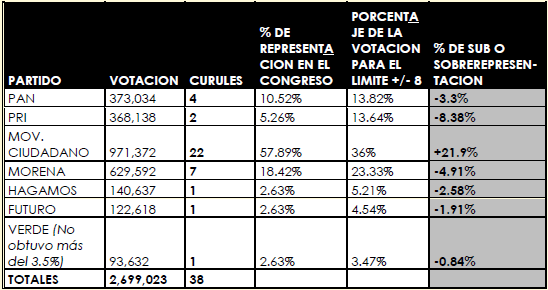 PARTIDO VOTACION CURULES % DE REPRESENTA CION EN EL CONGRESO PORCENTA JE DE LA VOTACION PARA EL LIMITE +/- 8 % DE SUB O SOBREREPRESEN- TACION
PAN 373,034 4 10.52% 13.82% -3.3%
PRI 368,138 2 5.26% 13.64% -8.38%
MOV. CIUDADANO 971,372 22 57.89% 36% +21.9%
MORENA 629,592 7 18.42% 23.33% -4.91%
HAGAMOS 140,637 1 2.63% 5.21% -2.58%
FUTURO 122,618 1 2.63% 4.54% -1.91%
VERDE (No obtuvo más del 3.5%) 93,632 1 2.63% 3.47% -0.84%
TOTALES 2,699,023 38